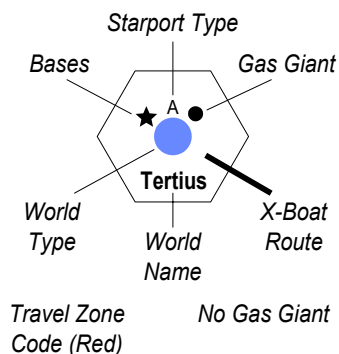 Starport Type
Bases
Gas Giant
A
Tertius
World
Type
World
Name
X-Boat
Route
Travel Zone
Code (Red)
No Gas Giant